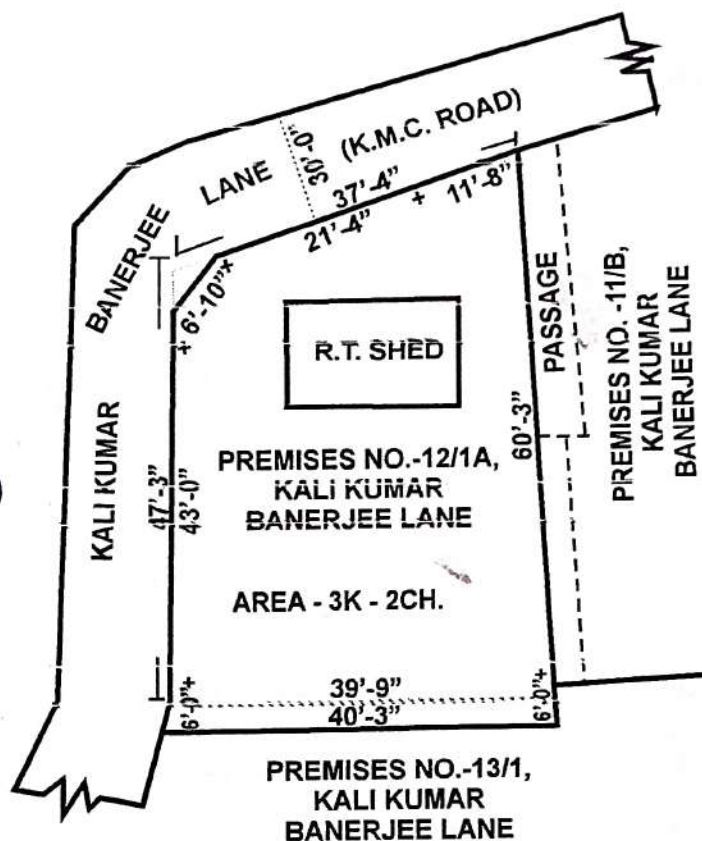 (K.M.C. ROAD)
30'-0"
LANE
37'-4"
21'-4" + 11'-8"
BANERJEE
+ 6'-10"×
KALI KUMAR
R.T. SHED
PASSAGE
60'-3"
PREMISES NO. -11/B,
KALI KUMAR
BANERJEE LANE
47'-3"
43'-0"
PREMISES NO.-12/1A,
KALI KUMAR
BANERJEE LANE
AREA - 3K - 2CH.
39'-9"
6'-0"+
40'-3"
6'-0"+
PREMISES NO.-13/1,
KALI KUMAR
BANERJEE LANE